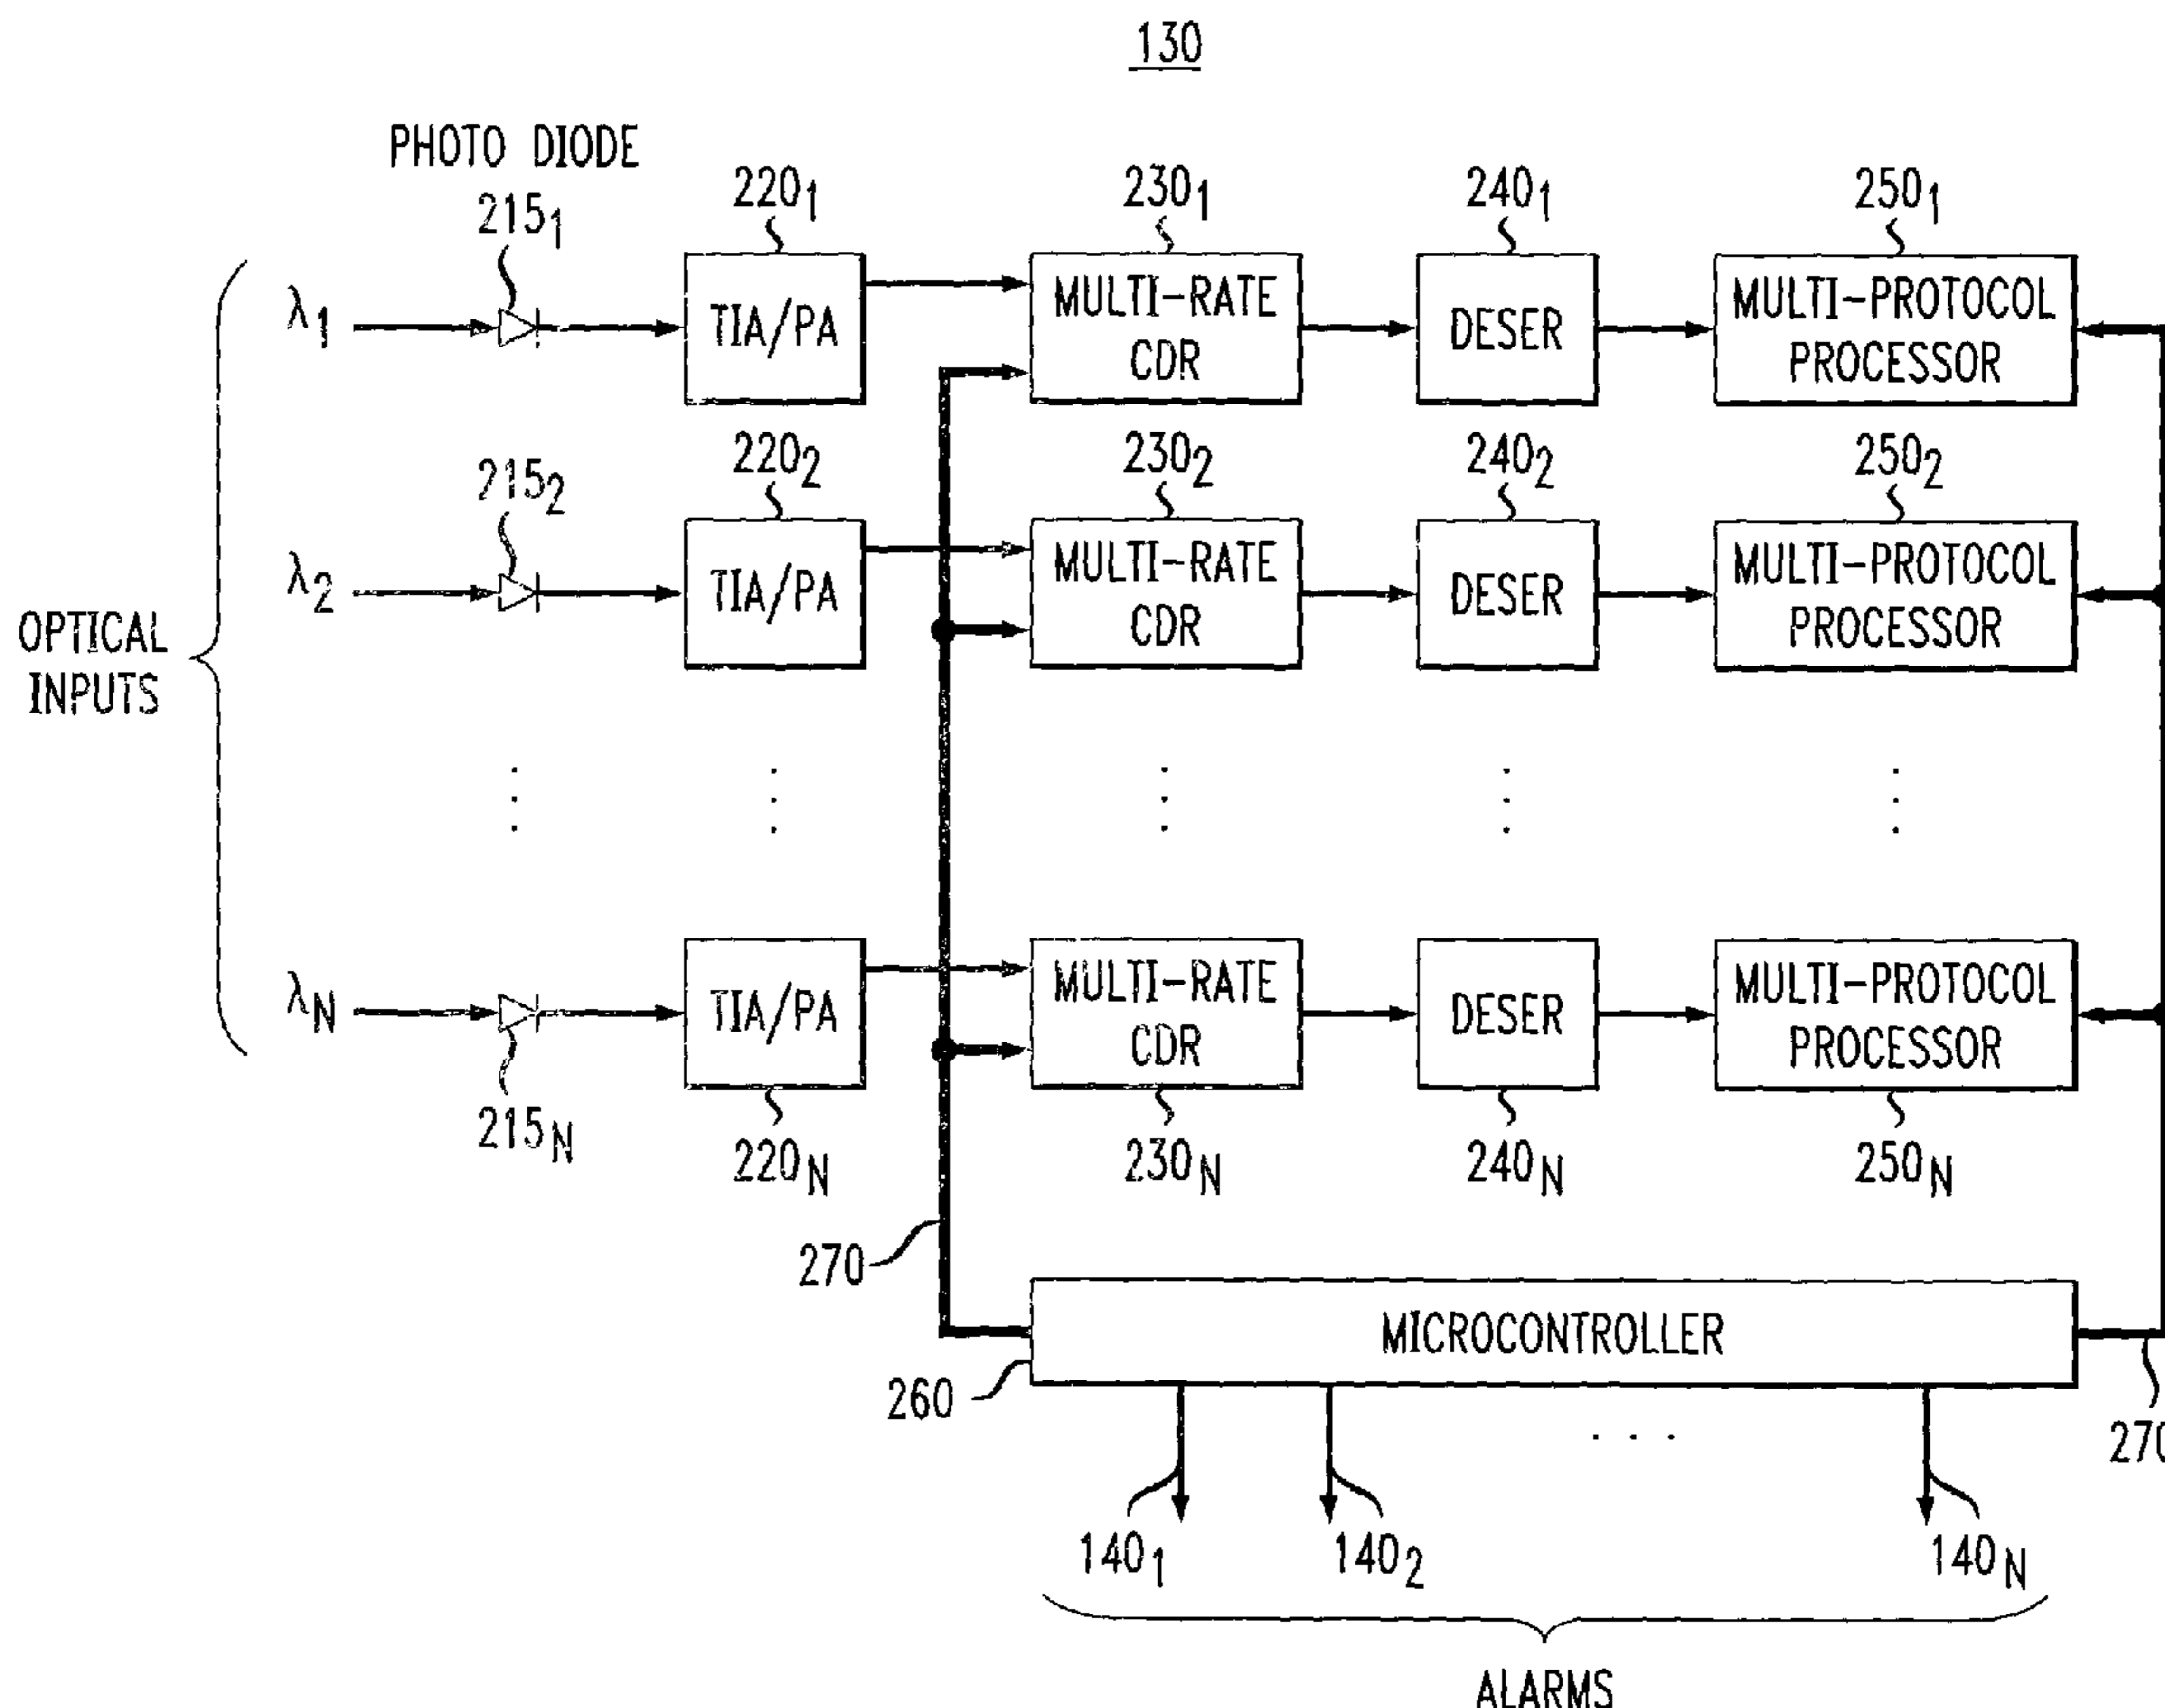 130
PHOTO DIODE
215₁
220₁
230₁
240₁
250₁
λ₁
TIA/PA
MULTI-RATE
CDR
DESER
MULTI-PROTOCOL
PROCESSOR
215₂
220₂
230₂
240₂
250₂
λ₂
TIA/PA
MULTI-RATE
CDR
DESER
MULTI-PROTOCOL
PROCESSOR
OPTICAL
INPUTS
λN
TIA/PA
MULTI-RATE
CDR
DESER
MULTI-PROTOCOL
PROCESSOR
215N
220N
230N
240N
250N
270
MICROCONTROLLER
260
270
. . .
140₁
140₂
140N
ALARMS